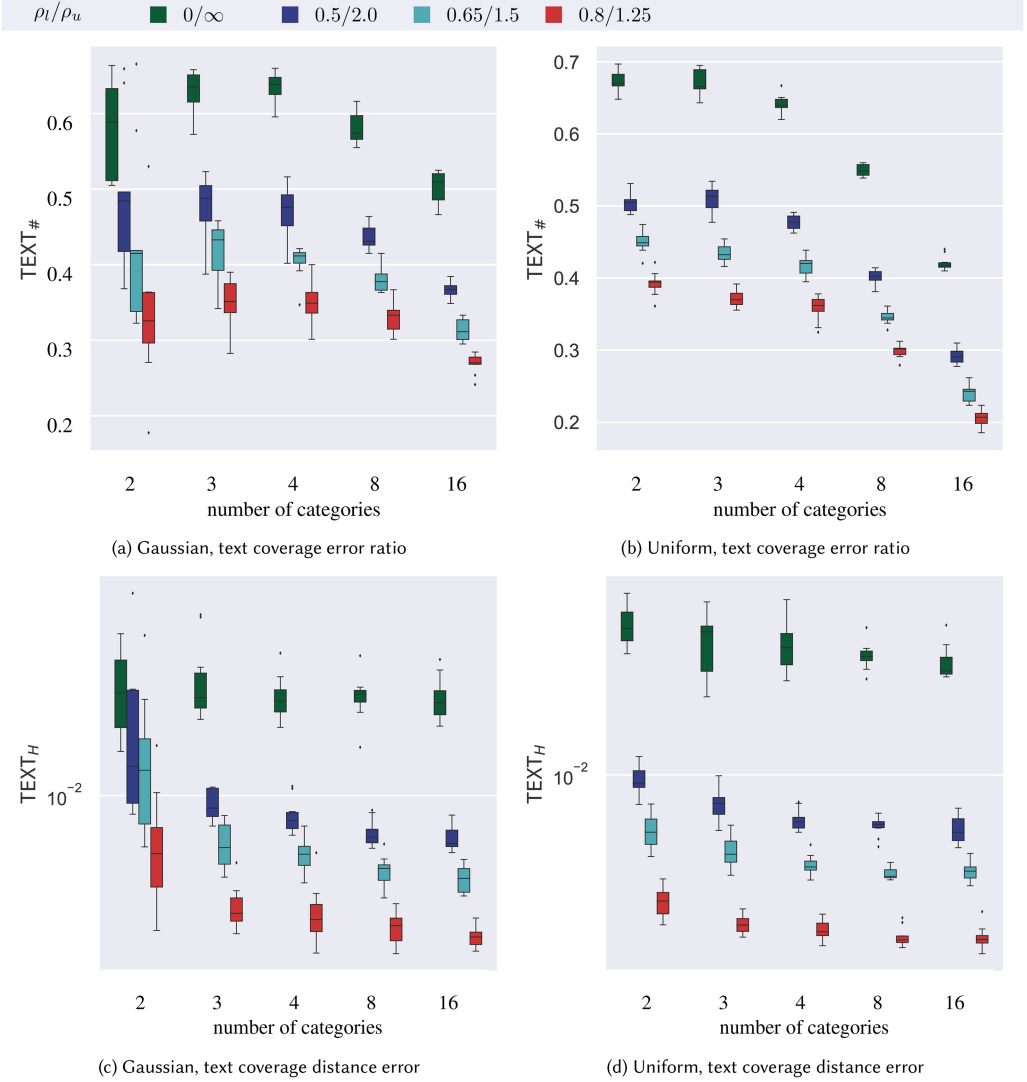 ρl/ρu 0/∞ 0.5/2.0 0.65/1.5 0.8/1.25
0.6
0.5
0.4
0.3
0.2
TEXT#
2 3 4 8 16
number of categories
(a) Gaussian, text coverage error ratio
0.7
0.6
0.5
0.4
0.3
0.2
TEXT#
2 3 4 8 16
number of categories
(b) Uniform, text coverage error ratio
10−2
TEXTH
2 3 4 8 16
number of categories
(c) Gaussian, text coverage distance error
10−2
TEXTH
2 3 4 8 16
number of categories
(d) Uniform, text coverage distance error